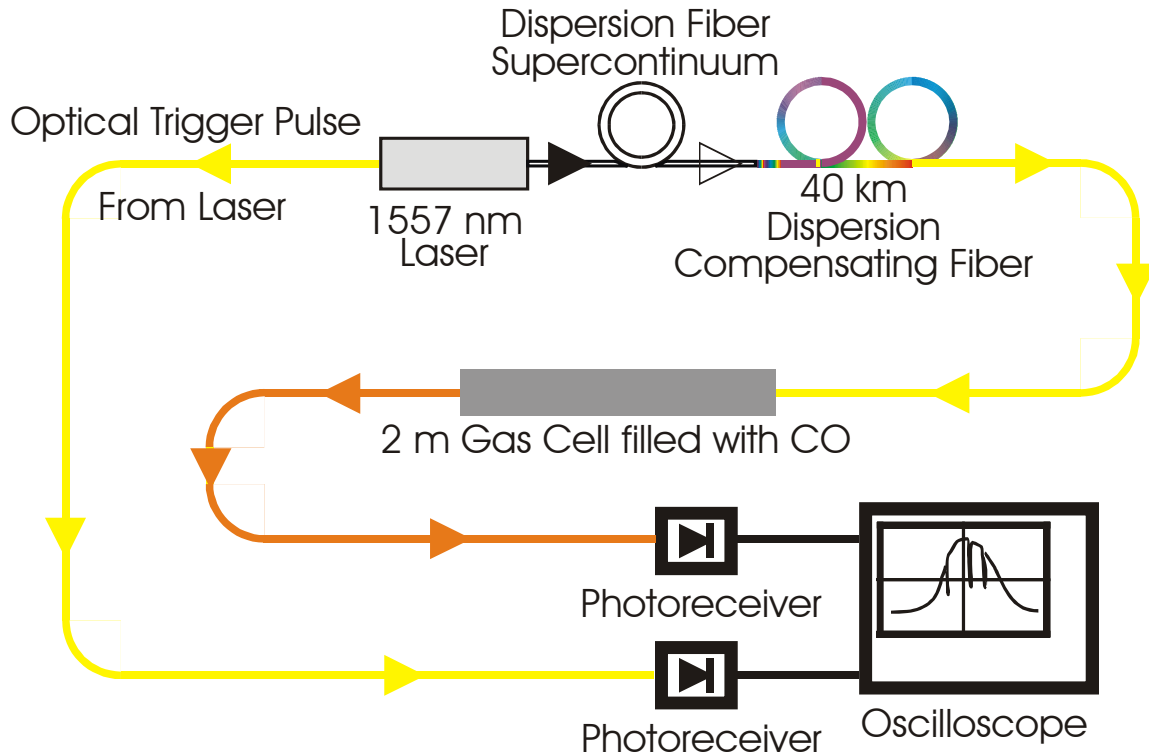 Dispersion Fiber
Supercontinuum
Optical Trigger Pulse
From Laser
1557 nm
Laser
40 km
Dispersion
Compensating Fiber
2 m Gas Cell filled with CO
Photoreceiver
Photoreceiver
Oscilloscope